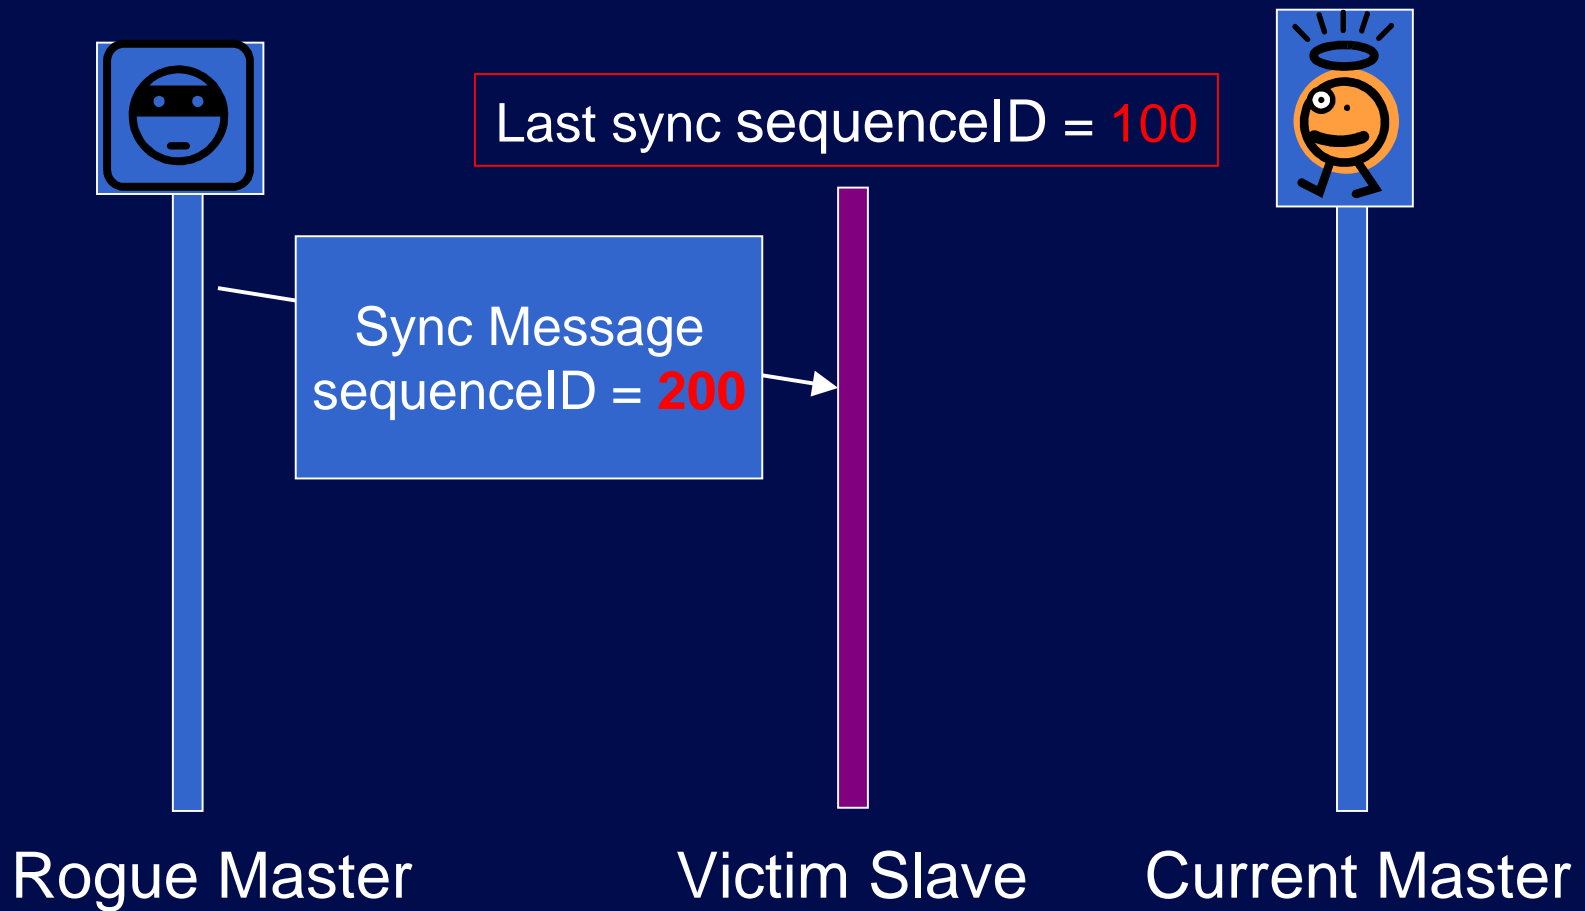 Last sync sequenceID = 100
Sync Message
sequenceID = 200
Rogue Master
Victim Slave
Current Master